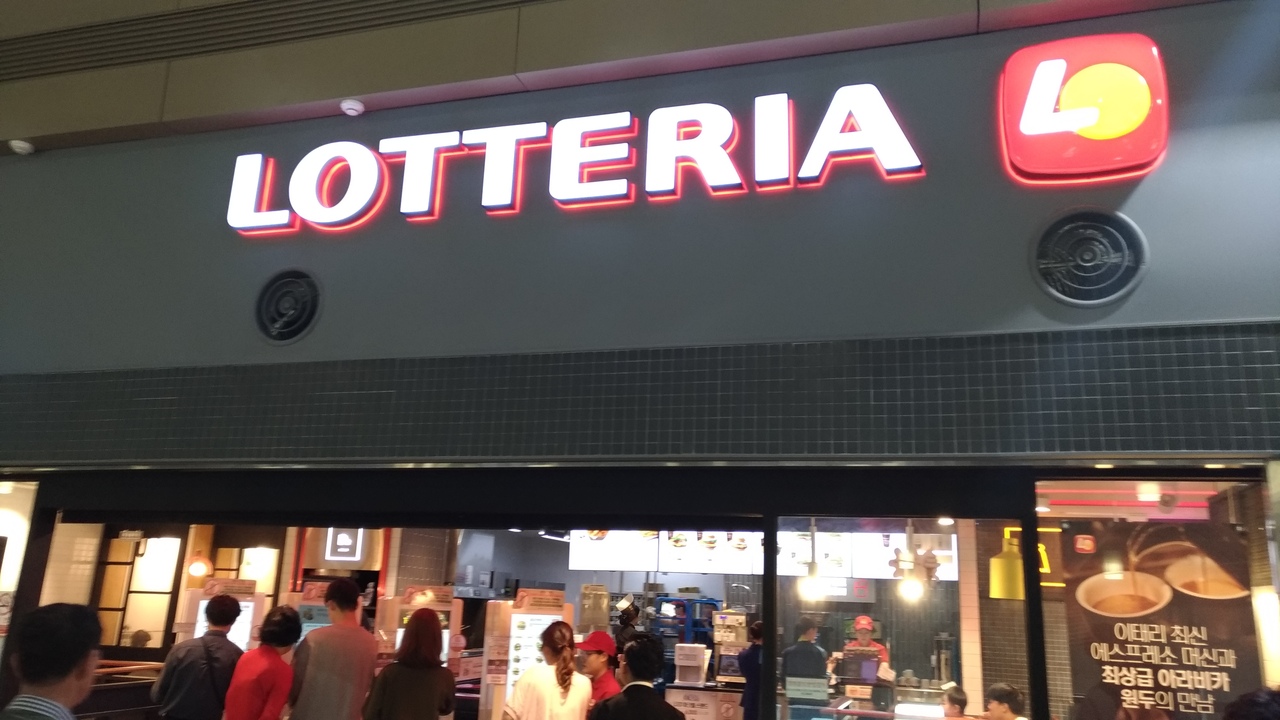 LOTTERIA
L
이태리 최신
에스프레소 머신과
최상급 아라비카
원두의 만남